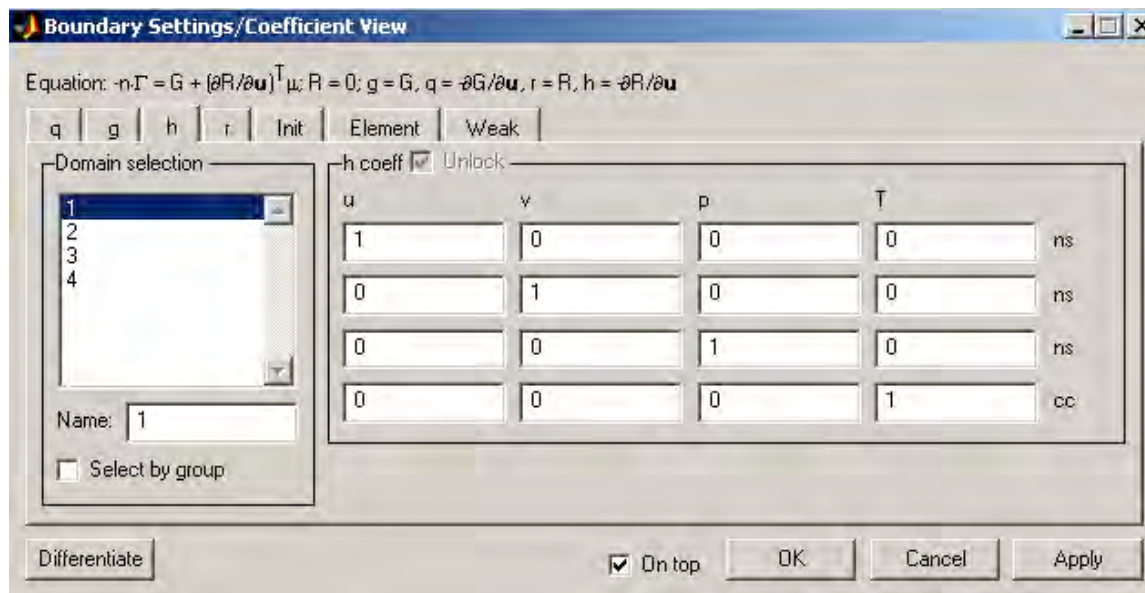 Boundary Settings/Coefficient View
Equation: -n·Γ = G + (∂R/∂u)ᵀμ; R = 0; g = G, q = -∂G/∂u, r = R, h = -∂R/∂u
q g h r Init Element Weak
Domain selection
1
2
3
4
Name: 1
Select by group
h coeff Unlock
u v p T
1 0 0 0 ns
0 1 0 0 ns
0 0 1 0 ns
0 0 0 1 cc
Differentiate On top OK Cancel Apply